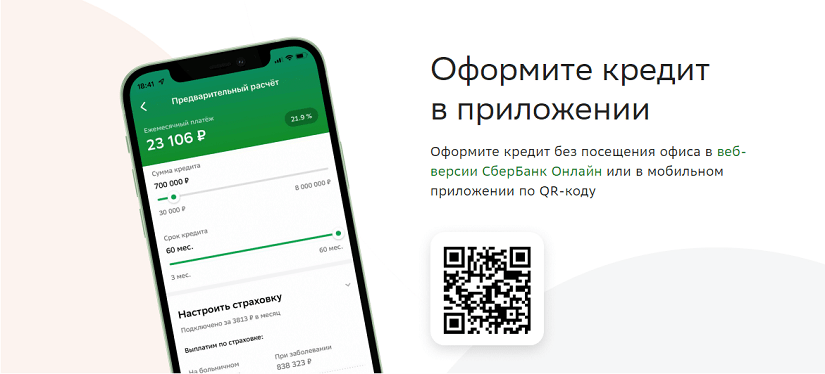 18:41
Предварительный расчёт
Ежемесячный платёж
23 106 ₽
21.9 %
Сумма кредита
700 000 ₽
30 000 ₽
8 000 000 ₽
Срок кредита
60 мес.
3 мес.
60 мес.
Настроить страховку
Подключено за 3813 ₽ в месяц
Выплатим по страховке:
На больничном
При заболевании
838 323 ₽
Оформите кредит
в приложении
Оформите кредит без посещения офиса в веб-
версии СберБанк Онлайн или в мобильном
приложении по QR-коду